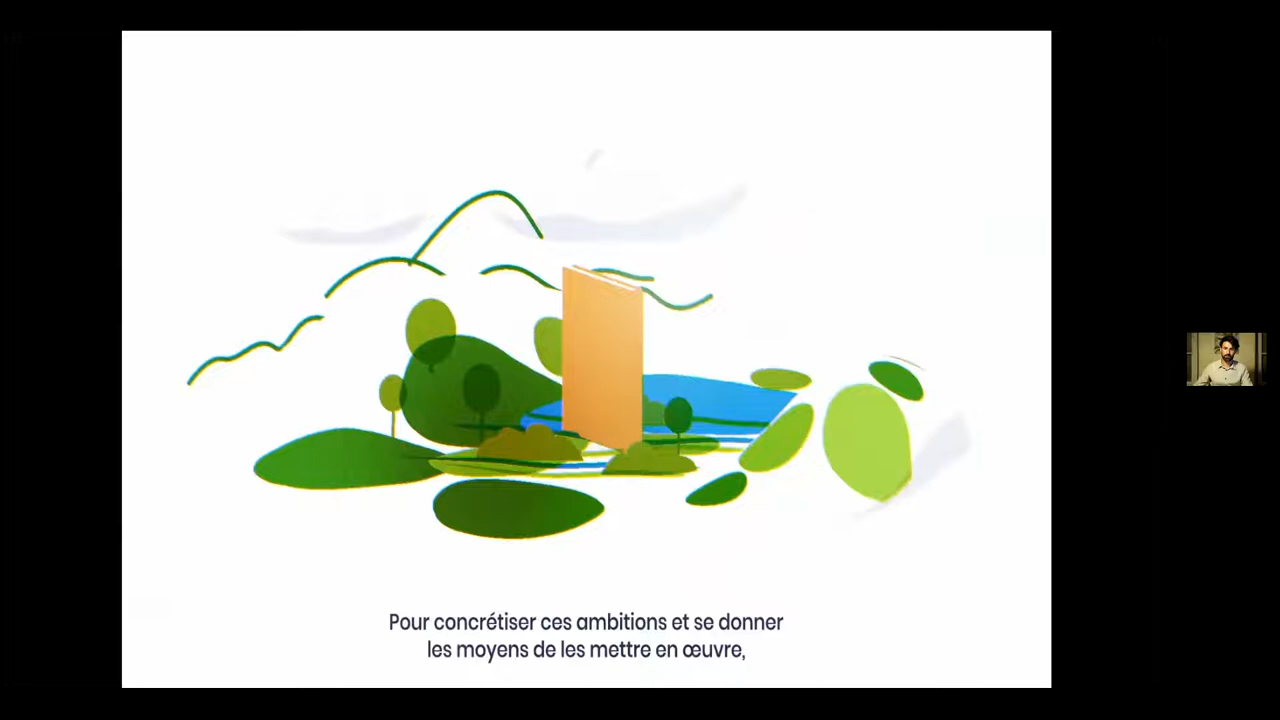 Pour concrétiser ces ambitions et se donner
les moyens de les mettre en œuvre,